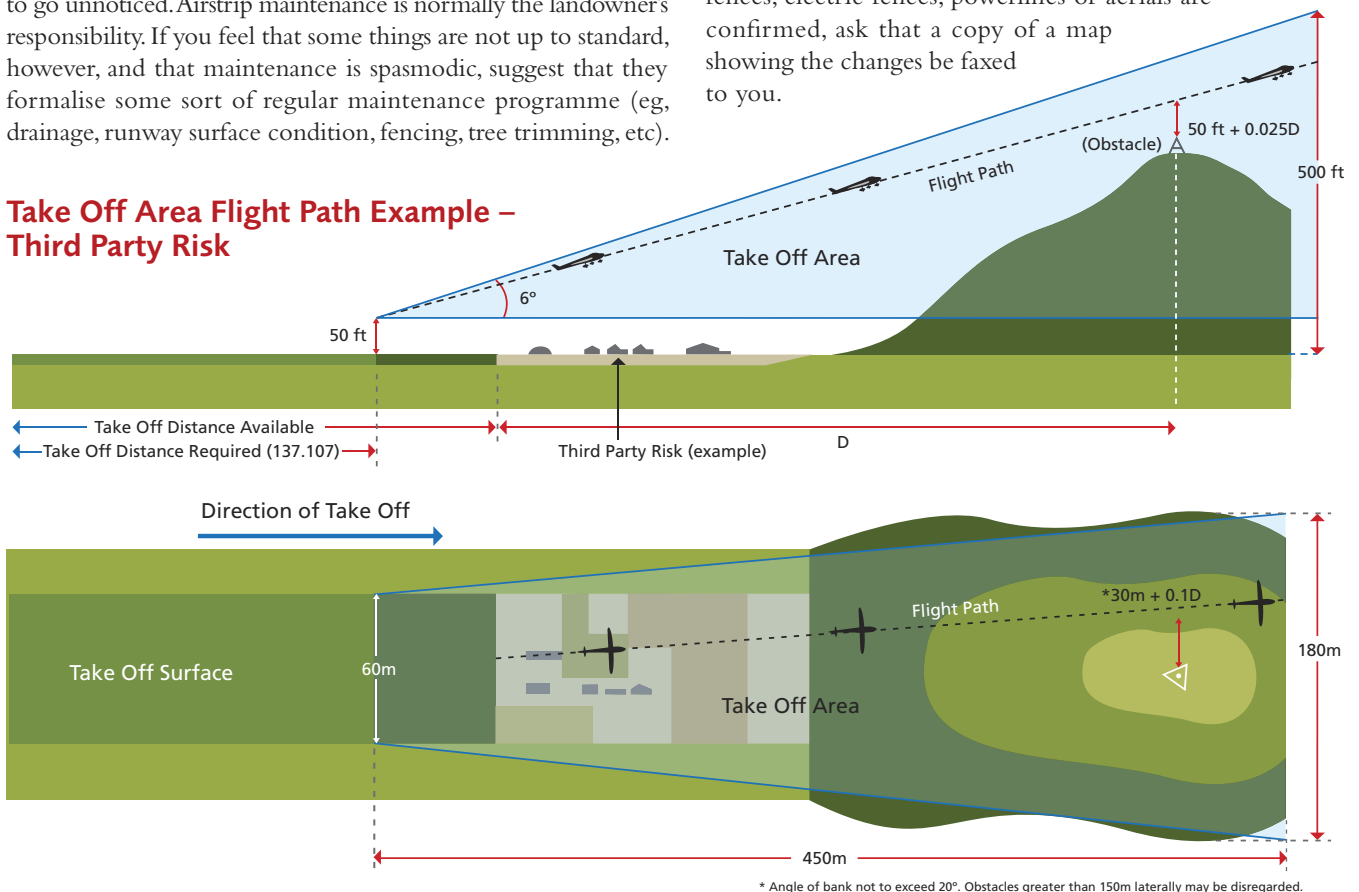 to go unnoticed. Airstrip maintenance is normally the landowner's
responsibility. If you feel that some things are not up to standard,
however, and that maintenance is spasmodic, suggest that they
formalise some sort of regular maintenance programme (eg,
drainage, runway surface condition, fencing, tree trimming, etc).
fences, electric fences, powerlines or aerials are
confirmed, ask that a copy of a map
showing the changes be faxed
to you.
Take Off Area Flight Path Example –
Third Party Risk
50 ft + 0.025D
(Obstacle)
500 ft
Flight Path
Take Off Area
6º
50 ft
Take Off Distance Available
Take Off Distance Required (137.107)
Third Party Risk (example)
D
Direction of Take Off
*30m + 0.1D
Flight Path
Take Off Surface
60m
180m
Take Off Area
450m
* Angle of bank not to exceed 20º. Obstacles greater than 150m laterally may be disregarded.